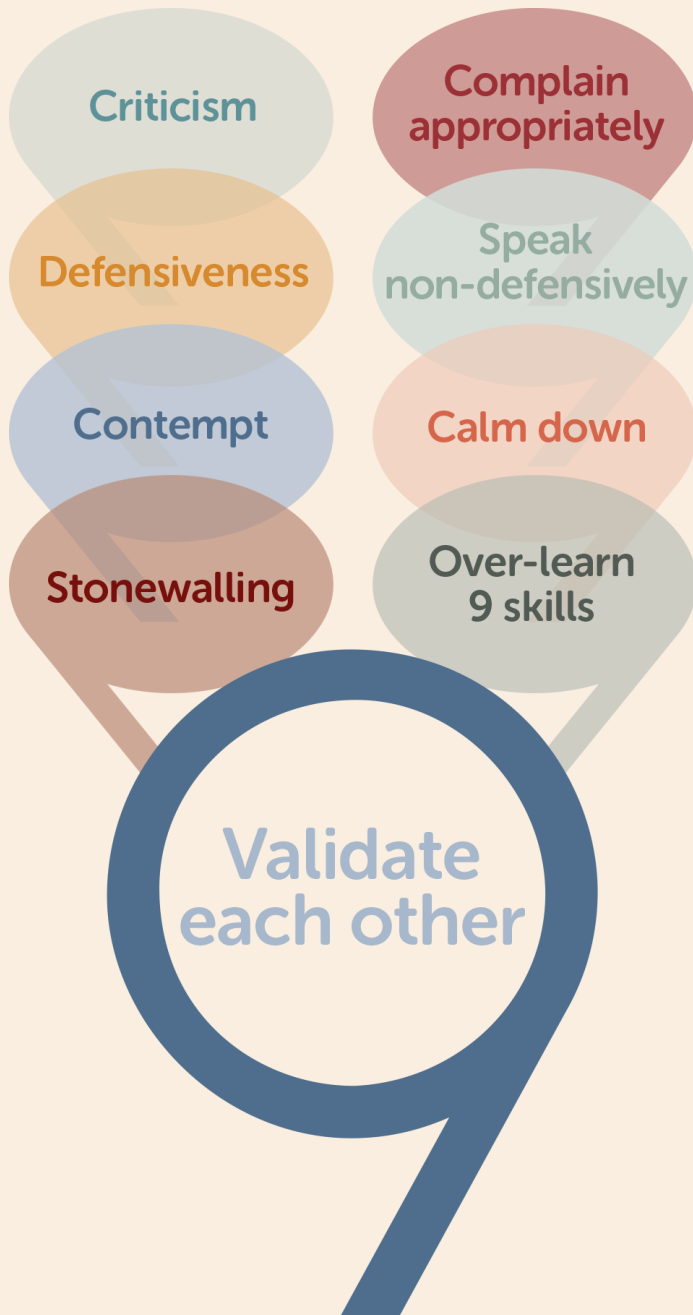 Criticism
Defensiveness
Contempt
Stonewalling
Complain
appropriately
Speak
non-defensively
Calm down
Over-learn
9 skills
Validate
each other